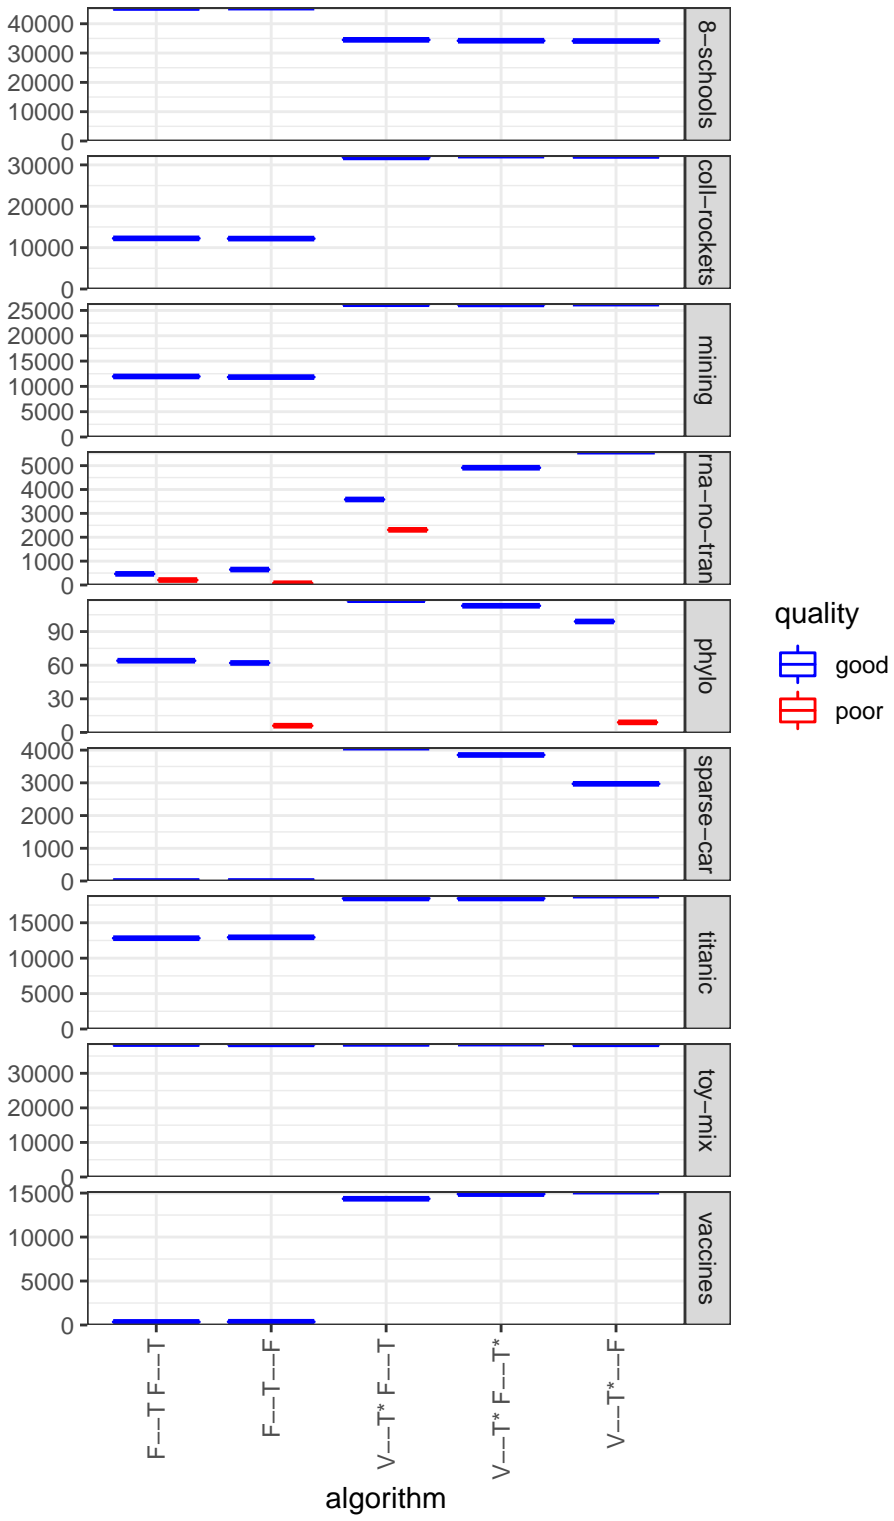 40000
30000
20000
10000
0
8−schools
30000
20000
10000
0
coll−rockets
25000
20000
15000
10000
5000
0
mining
5000
4000
3000
2000
1000
0
rna−no−tran
90
60
30
0
phylo
4000
3000
2000
1000
0
sparse−car
15000
10000
5000
0
titanic
30000
20000
10000
0
toy−mix
15000
10000
5000
0
vaccines
F−−−T F−−−T
F−−−T−−−F
V−−−T* F−−−T
V−−−T* F−−−T*
V−−−T*−−−F
algorithm
quality
good
poor